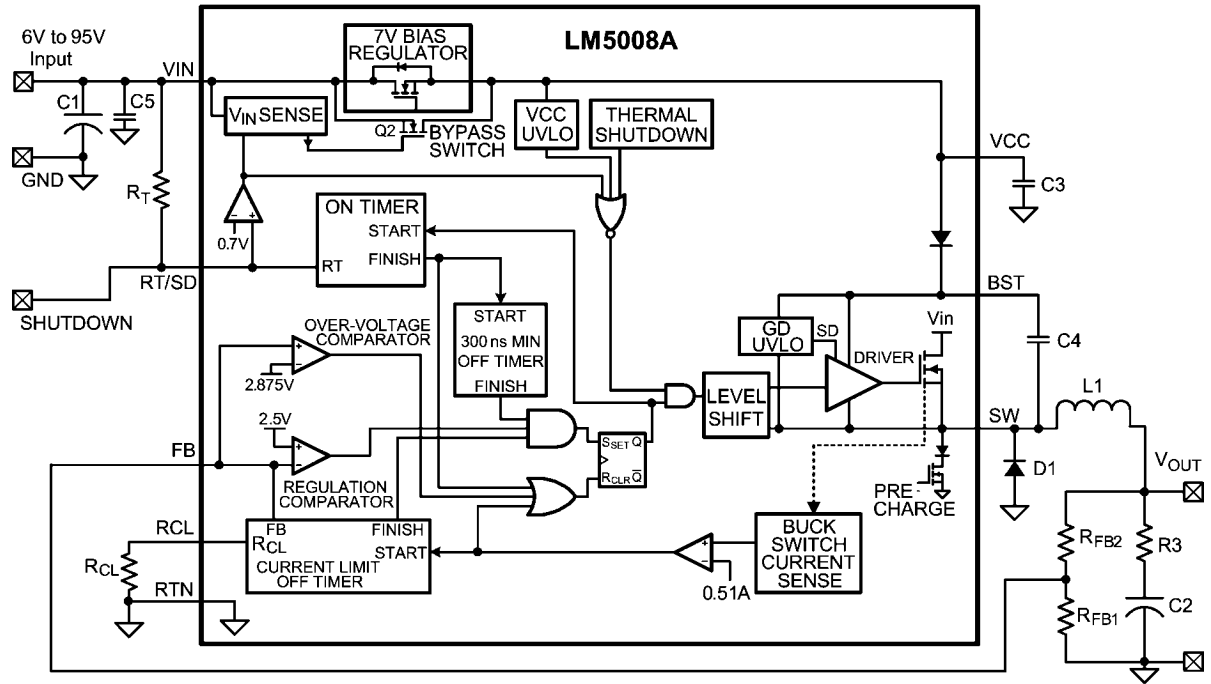 6V to 95V
Input
VIN
C1
C5
GND
RT
RT/SD
SHUTDOWN
LM5008A
7V BIAS
REGULATOR
VIN SENSE
Q2
BYPASS
SWITCH
VCC
UVLO
THERMAL
SHUTDOWN
VCC
C3
0.7V
- +
ON TIMER
START
FINISH
RT
START
300 ns MIN
OFF TIMER
FINISH
OVER-VOLTAGE
COMPARATOR
+
-
2.875V
2.5V
+
-
FB
REGULATION
COMPARATOR
SSET Q
RCLR Q̅
LEVEL
SHIFT
GD
UVLO
SD
DRIVER
Vin
BST
C4
SW
L1
D1
VOUT
PRE -
CHARGE
RCL
RCL
RTN
FB
FINISH
RCL
START
CURRENT LIMIT
OFF TIMER
+
-
0.51A
BUCK
SWITCH
CURRENT
SENSE
RFB2
R3
RFB1
C2